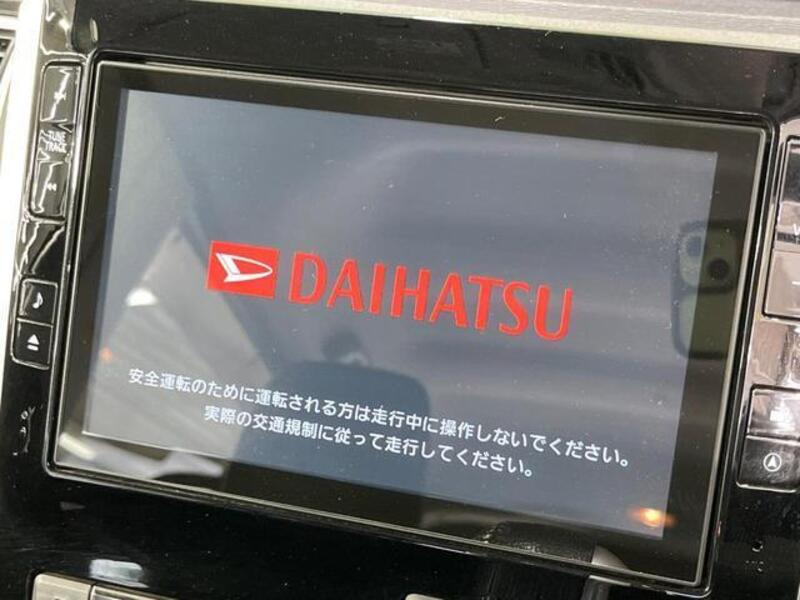 TUNE
TRACK
DAIHATSU
安全運転のために運転される方は走行中に操作しないでください。
実際の交通規制に従って走行してください。